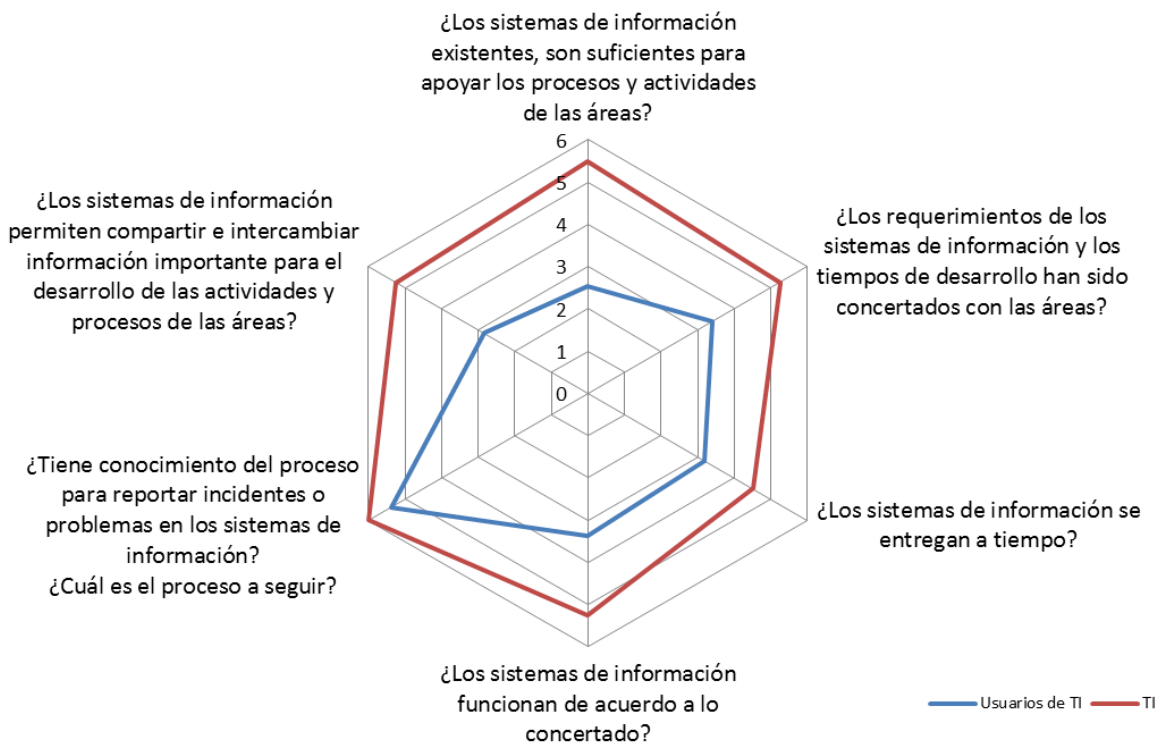 ¿Los sistemas de información
existentes, son suficientes para
apoyar los procesos y actividades
de las áreas?
6
5
4
3
2
1
0
¿Los requerimientos de los
sistemas de información y los
tiempos de desarrollo han sido
concertados con las áreas?
¿Los sistemas de información se
entregan a tiempo?
¿Los sistemas de información
funcionan de acuerdo a lo
concertado?
¿Tiene conocimiento del proceso
para reportar incidentes o
problemas en los sistemas de
información?
¿Cuál es el proceso a seguir?
¿Los sistemas de información
permiten compartir e intercambiar
información importante para el
desarrollo de las actividades y
procesos de las áreas?
Usuarios de TI
TI